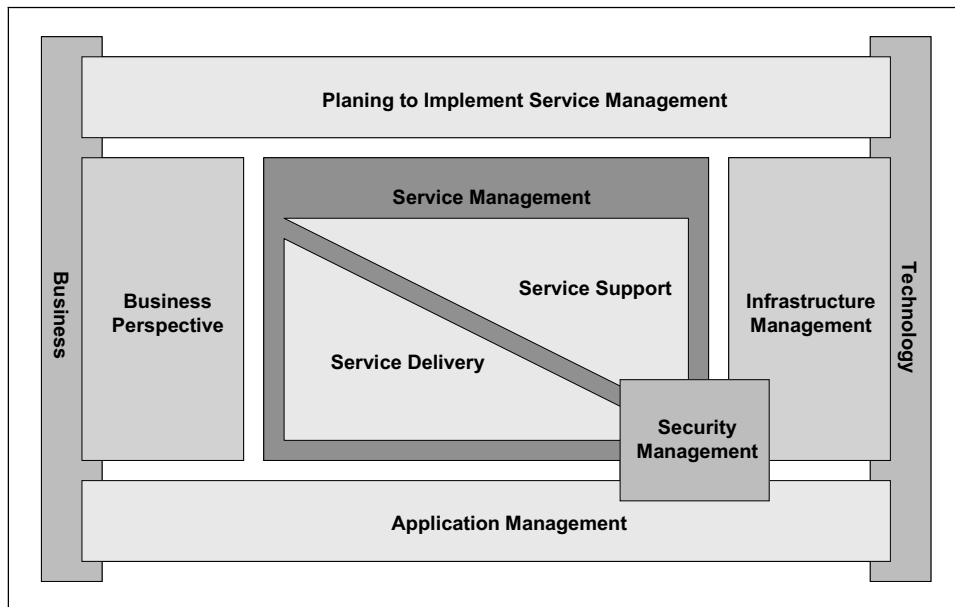 Planing to Implement Service Management
Service Management
Business
Business
Perspective
Service Support
Service Delivery
Infrastructure
Management
Technology
Security
Management
Application Management